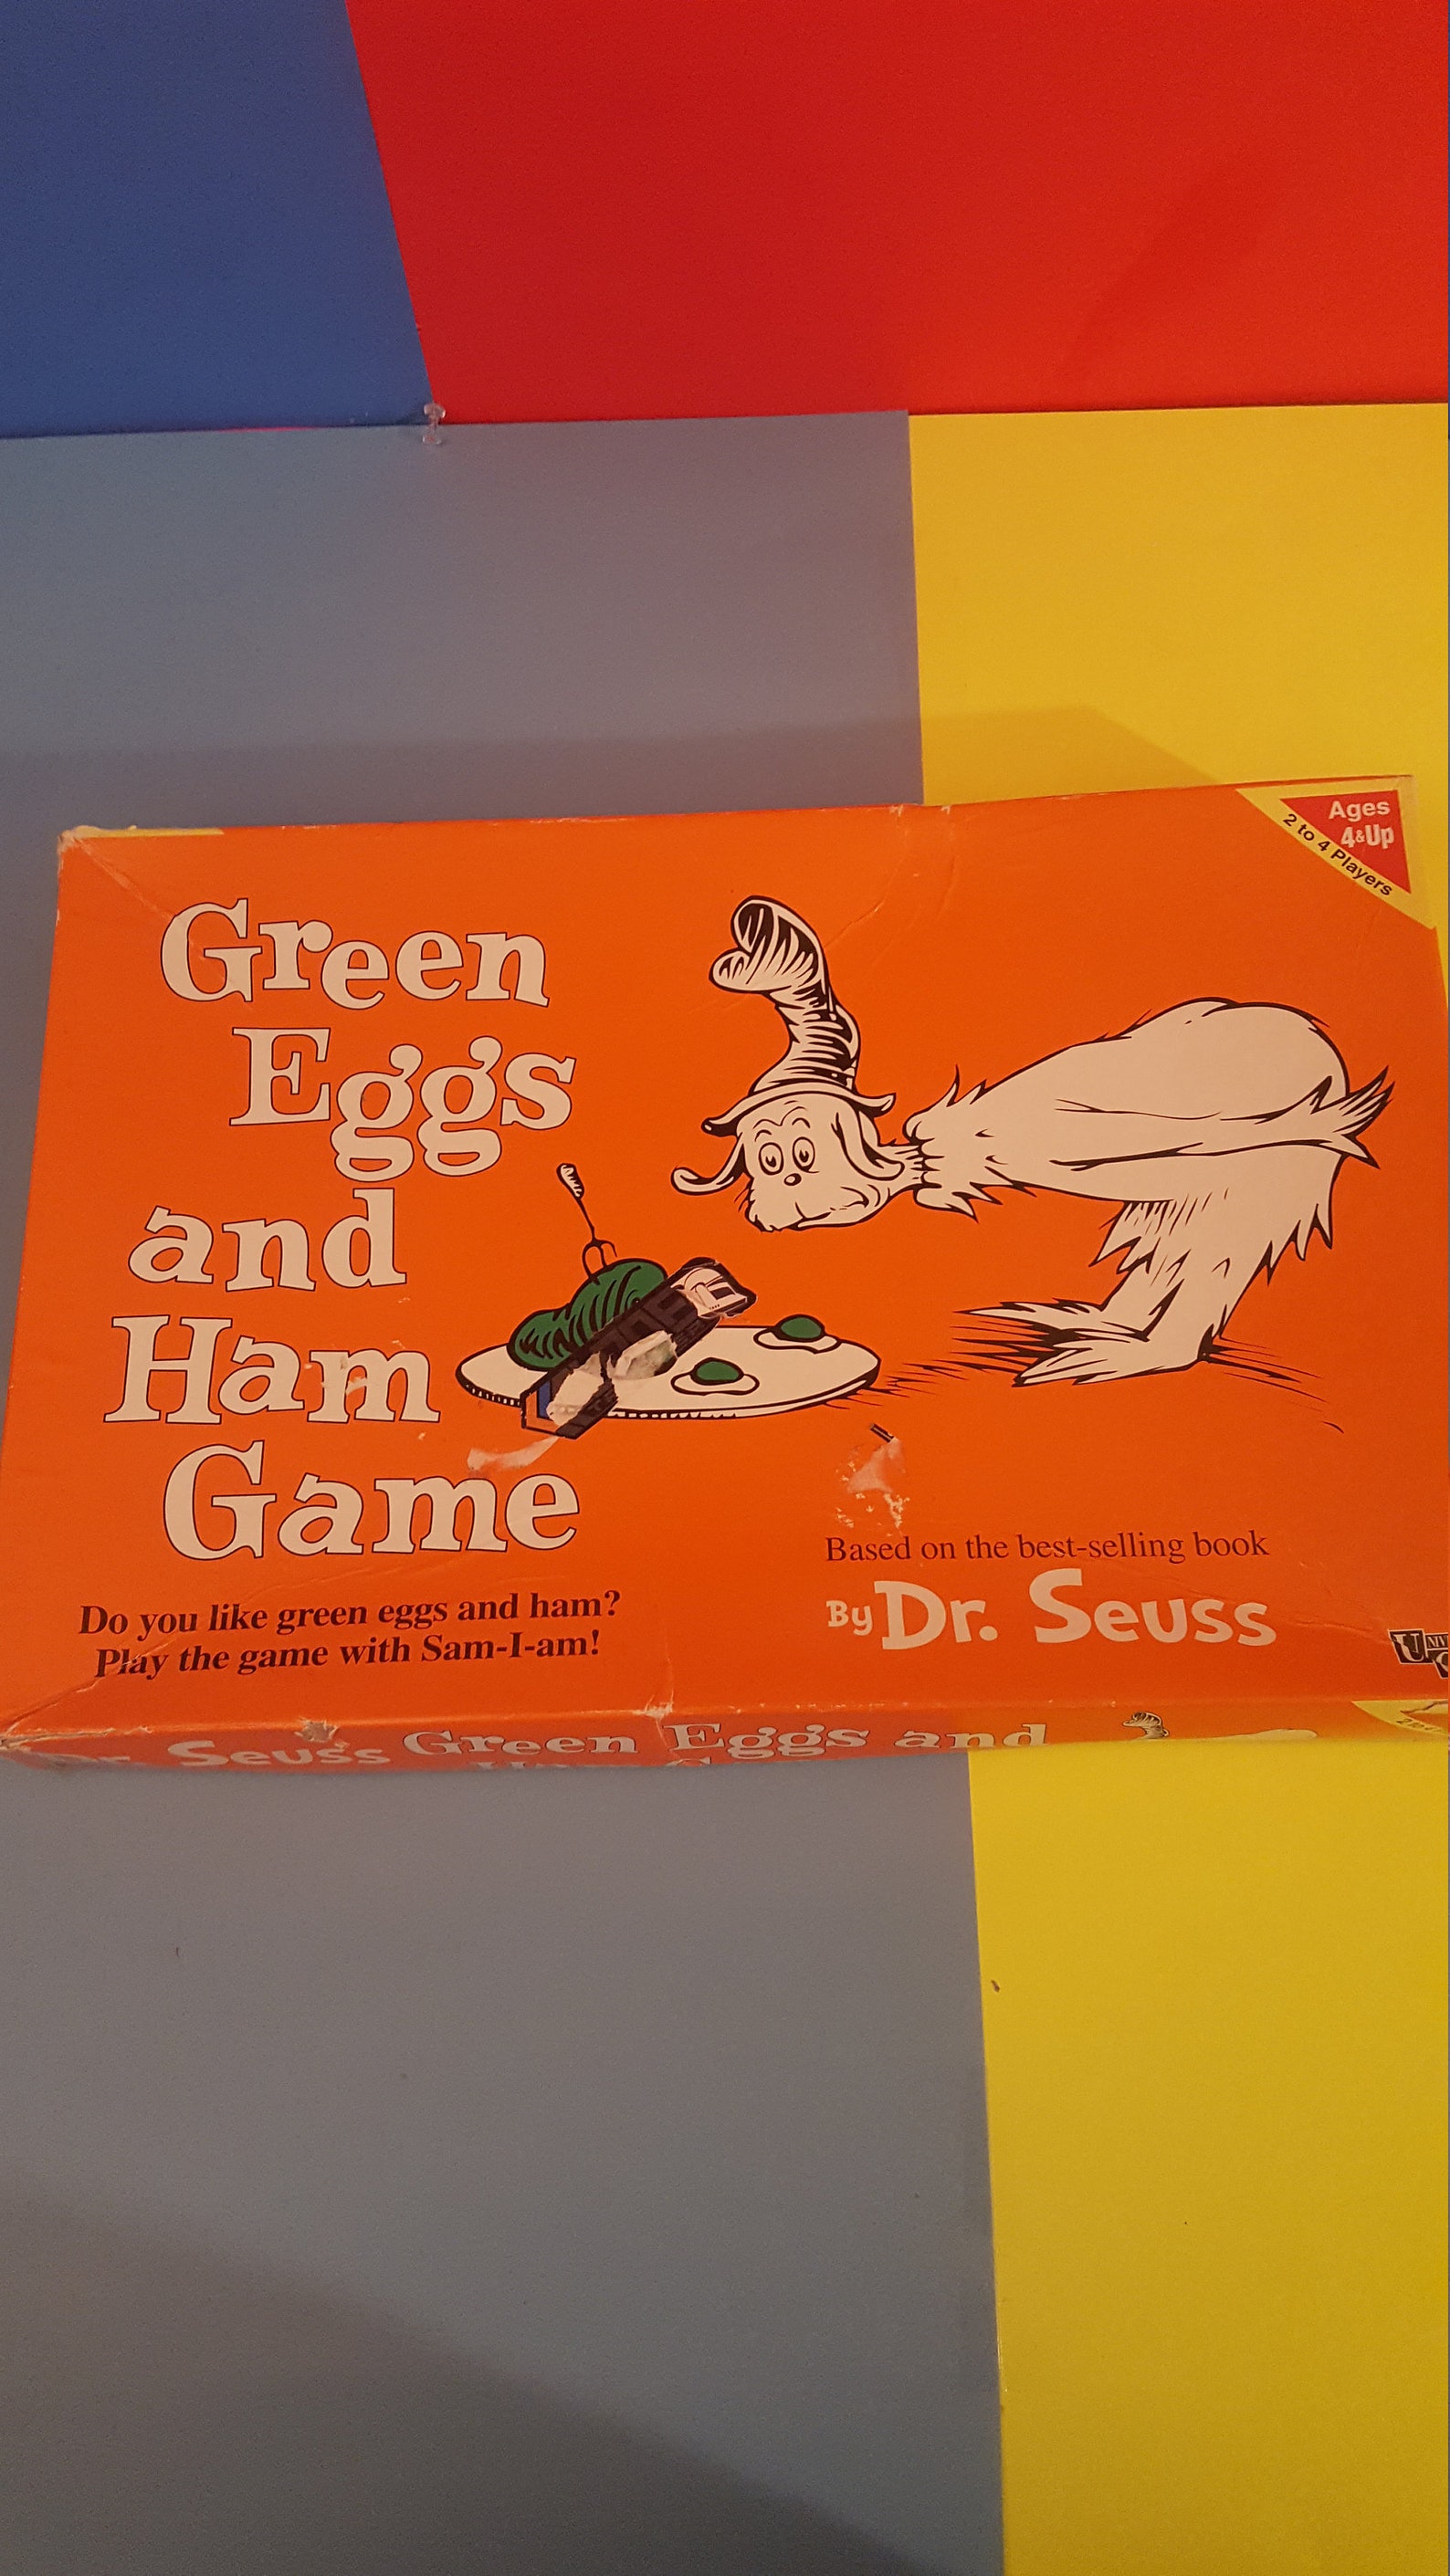 Ages
4&Up
2 to 4 Players
Green
Eggs
and
Ham
Game
Do you like green eggs and ham?
Play the game with Sam-I-am!
Based on the best-selling book
By Dr. Seuss
Dr. Seuss Green Eggs and